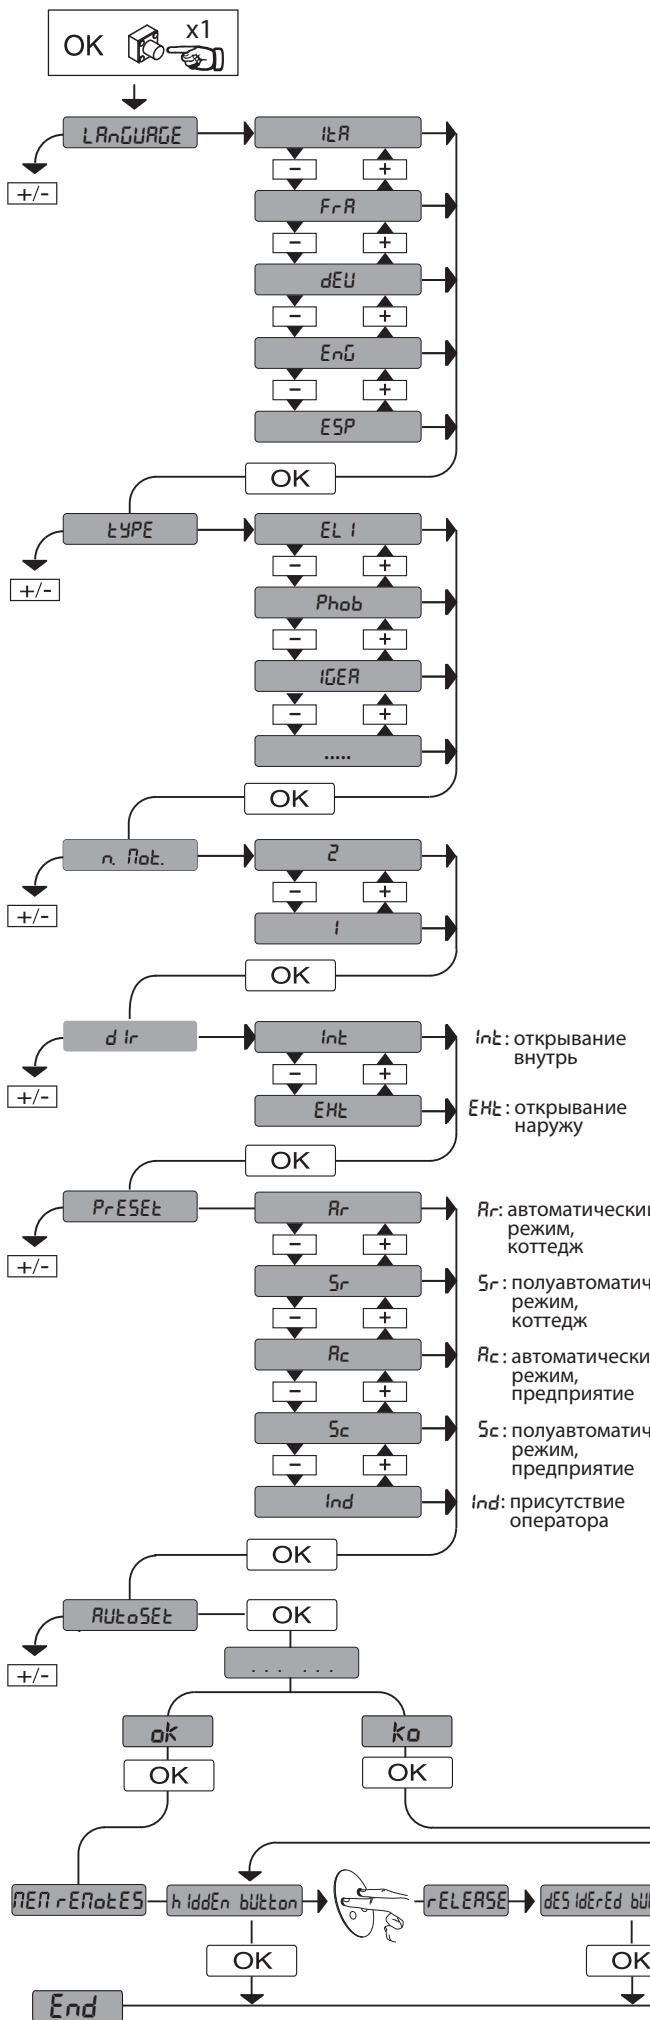 OK x1
LAnGUAGE ItA
+/- - +
FrA
- +
dEU
- +
EnG
- +
ESP
OK
tYPE EL I
+/- - +
Phob
- +
IGEA
- +
.....
OK
n. Mot. 2
+/- - +
1
OK
dIr Int Int: открывание
внутрь
+/- - +
EHt EHt: открывание
наружу
OK
PrESEt Ar Ar: автоматически
режим,
коттедж
+/- - +
Sr Sr: полуавтоматич
режим,
коттедж
- +
Ac Ac: автоматически
режим,
предприятие
- +
Sc Sc: полуавтоматич
режим,
предприятие
- +
Ind Ind: присутствие
оператора
OK
AUtoSEt OK
+/- ... ...
ok ko
OK OK
MEM rEMotES hIddEn bUtton rELEASE dESIdErEd bU
OK OK
End